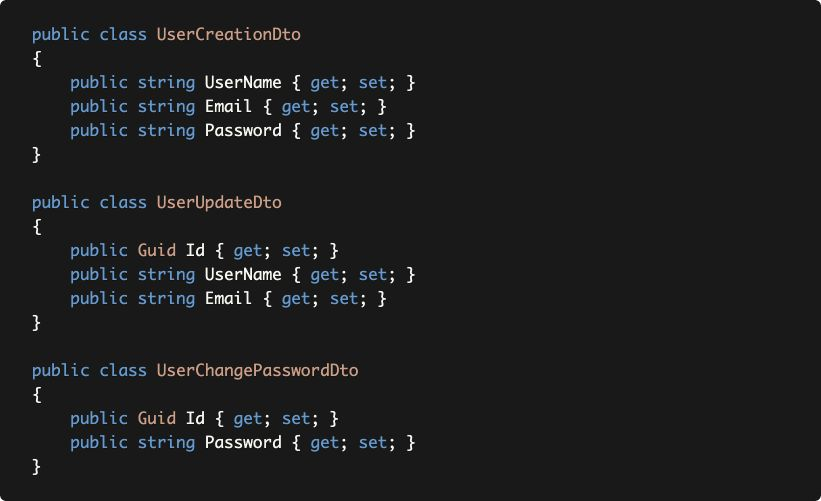 public class UserCreationDto
{
    public string UserName { get; set; }
    public string Email { get; set; }
    public string Password { get; set; }
}

public class UserUpdateDto
{
    public Guid Id { get; set; }
    public string UserName { get; set; }
    public string Email { get; set; }
}

public class UserChangePasswordDto
{
    public Guid Id { get; set; }
    public string Password { get; set; }
}